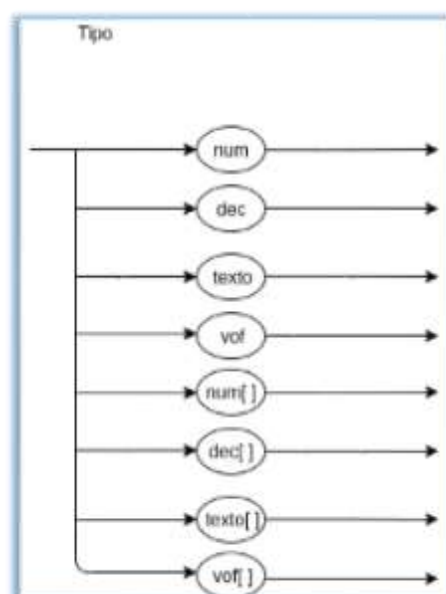 Tipo
num
dec
texto
vof
num[ ]
dec[ ]
texto[ ]
vof[ ]